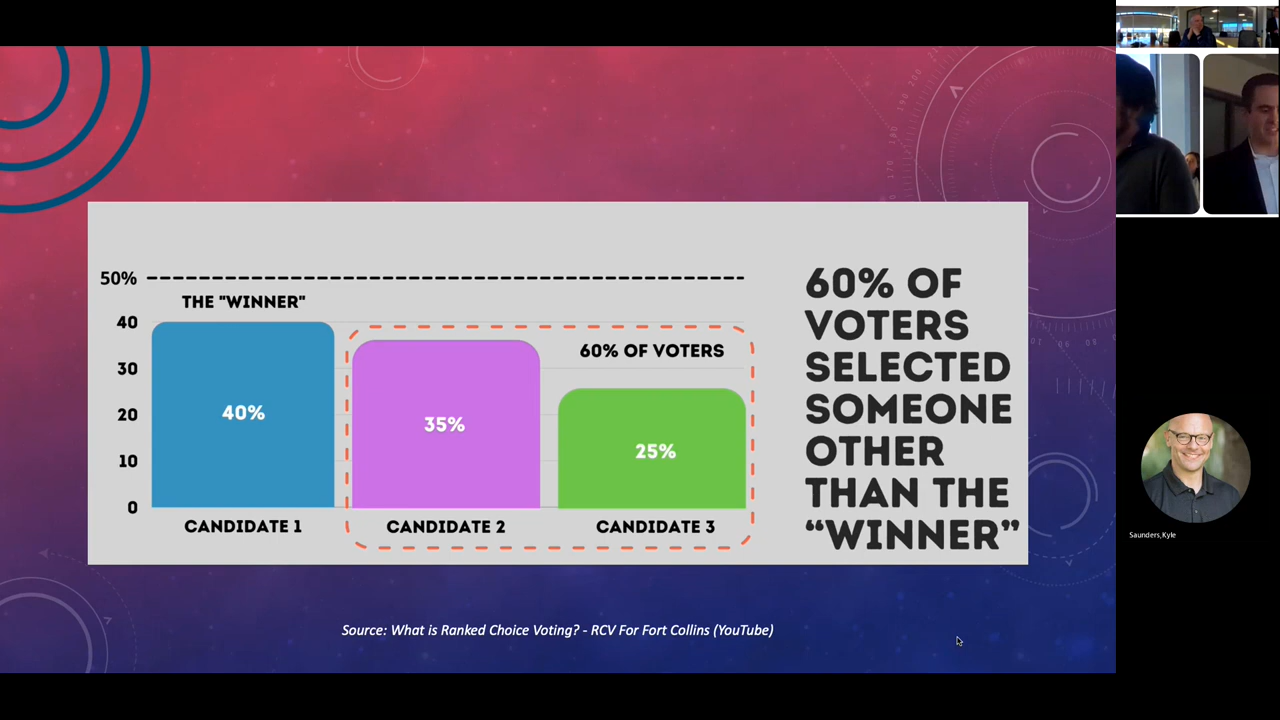 50%
THE "WINNER"
40
60% OF VOTERS
30
20
10
0
40%
35%
25%
CANDIDATE 1
CANDIDATE 2
CANDIDATE 3
60% OF
VOTERS
SELECTED
SOMEONE
OTHER
THAN THE
“WINNER”
Source: What is Ranked Choice Voting? - RCV For Fort Collins (YouTube)
Saunders,Kyle